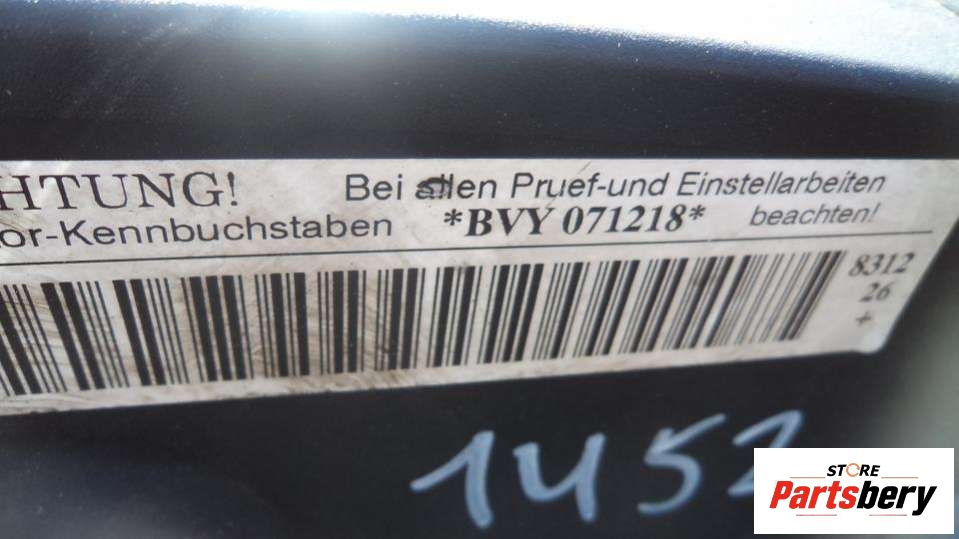 HTUNG! Bei allen Pruef-und Einstellarbeiten
or-Kennbuchstaben *BVY 071218* beachten!
8312
26
+
1452
STORE
Partsbery